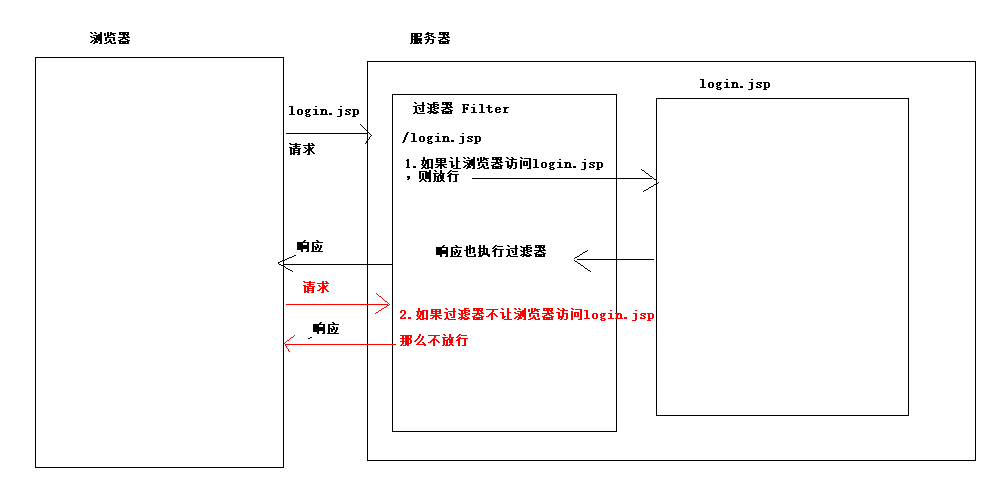 浏览器
服务器
login.jsp
login.jsp
请求
过滤器 Filter
/login.jsp
1.如果让浏览器访问login.jsp
，则放行
响应也执行过滤器
响应
请求
2.如果过滤器不让浏览器访问login.jsp
那么不放行
响应